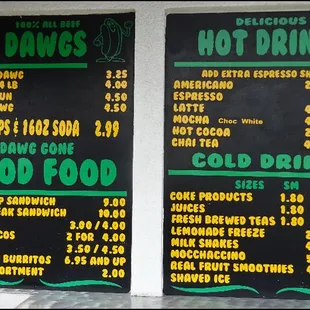 100% ALL BEEF
DAWGS
DAWG 3.25
LB 4.00
UN 4.50
WG 4.50
PS & 16OZ SODA 2.99
DAWG GONE
OD FOOD
P SANDWICH 9.00
EAK SANDWICH 10.00
3.00 / 4.00
COS 2 FOR 4.00
3.50 / 4.50
BURRITOS 6.95 AND UP
ORTMENT 2.00
DELICIOUS
HOT DRIN
ADD EXTRA ESPRESSO SH
AMERICANO
ESPRESSO
LATTE
MOCHA Choc White
HOT COCOA
CHAI TEA
COLD DRI
SIZES SM
COKE PRODUCTS 1.80
JUICES 1.80
FRESH BREWED TEAS 1.80
LEMONADE FREEZE
MILK SHAKES
MOCCHACCINO
REAL FRUIT SMOOTHIES
SHAVED ICE